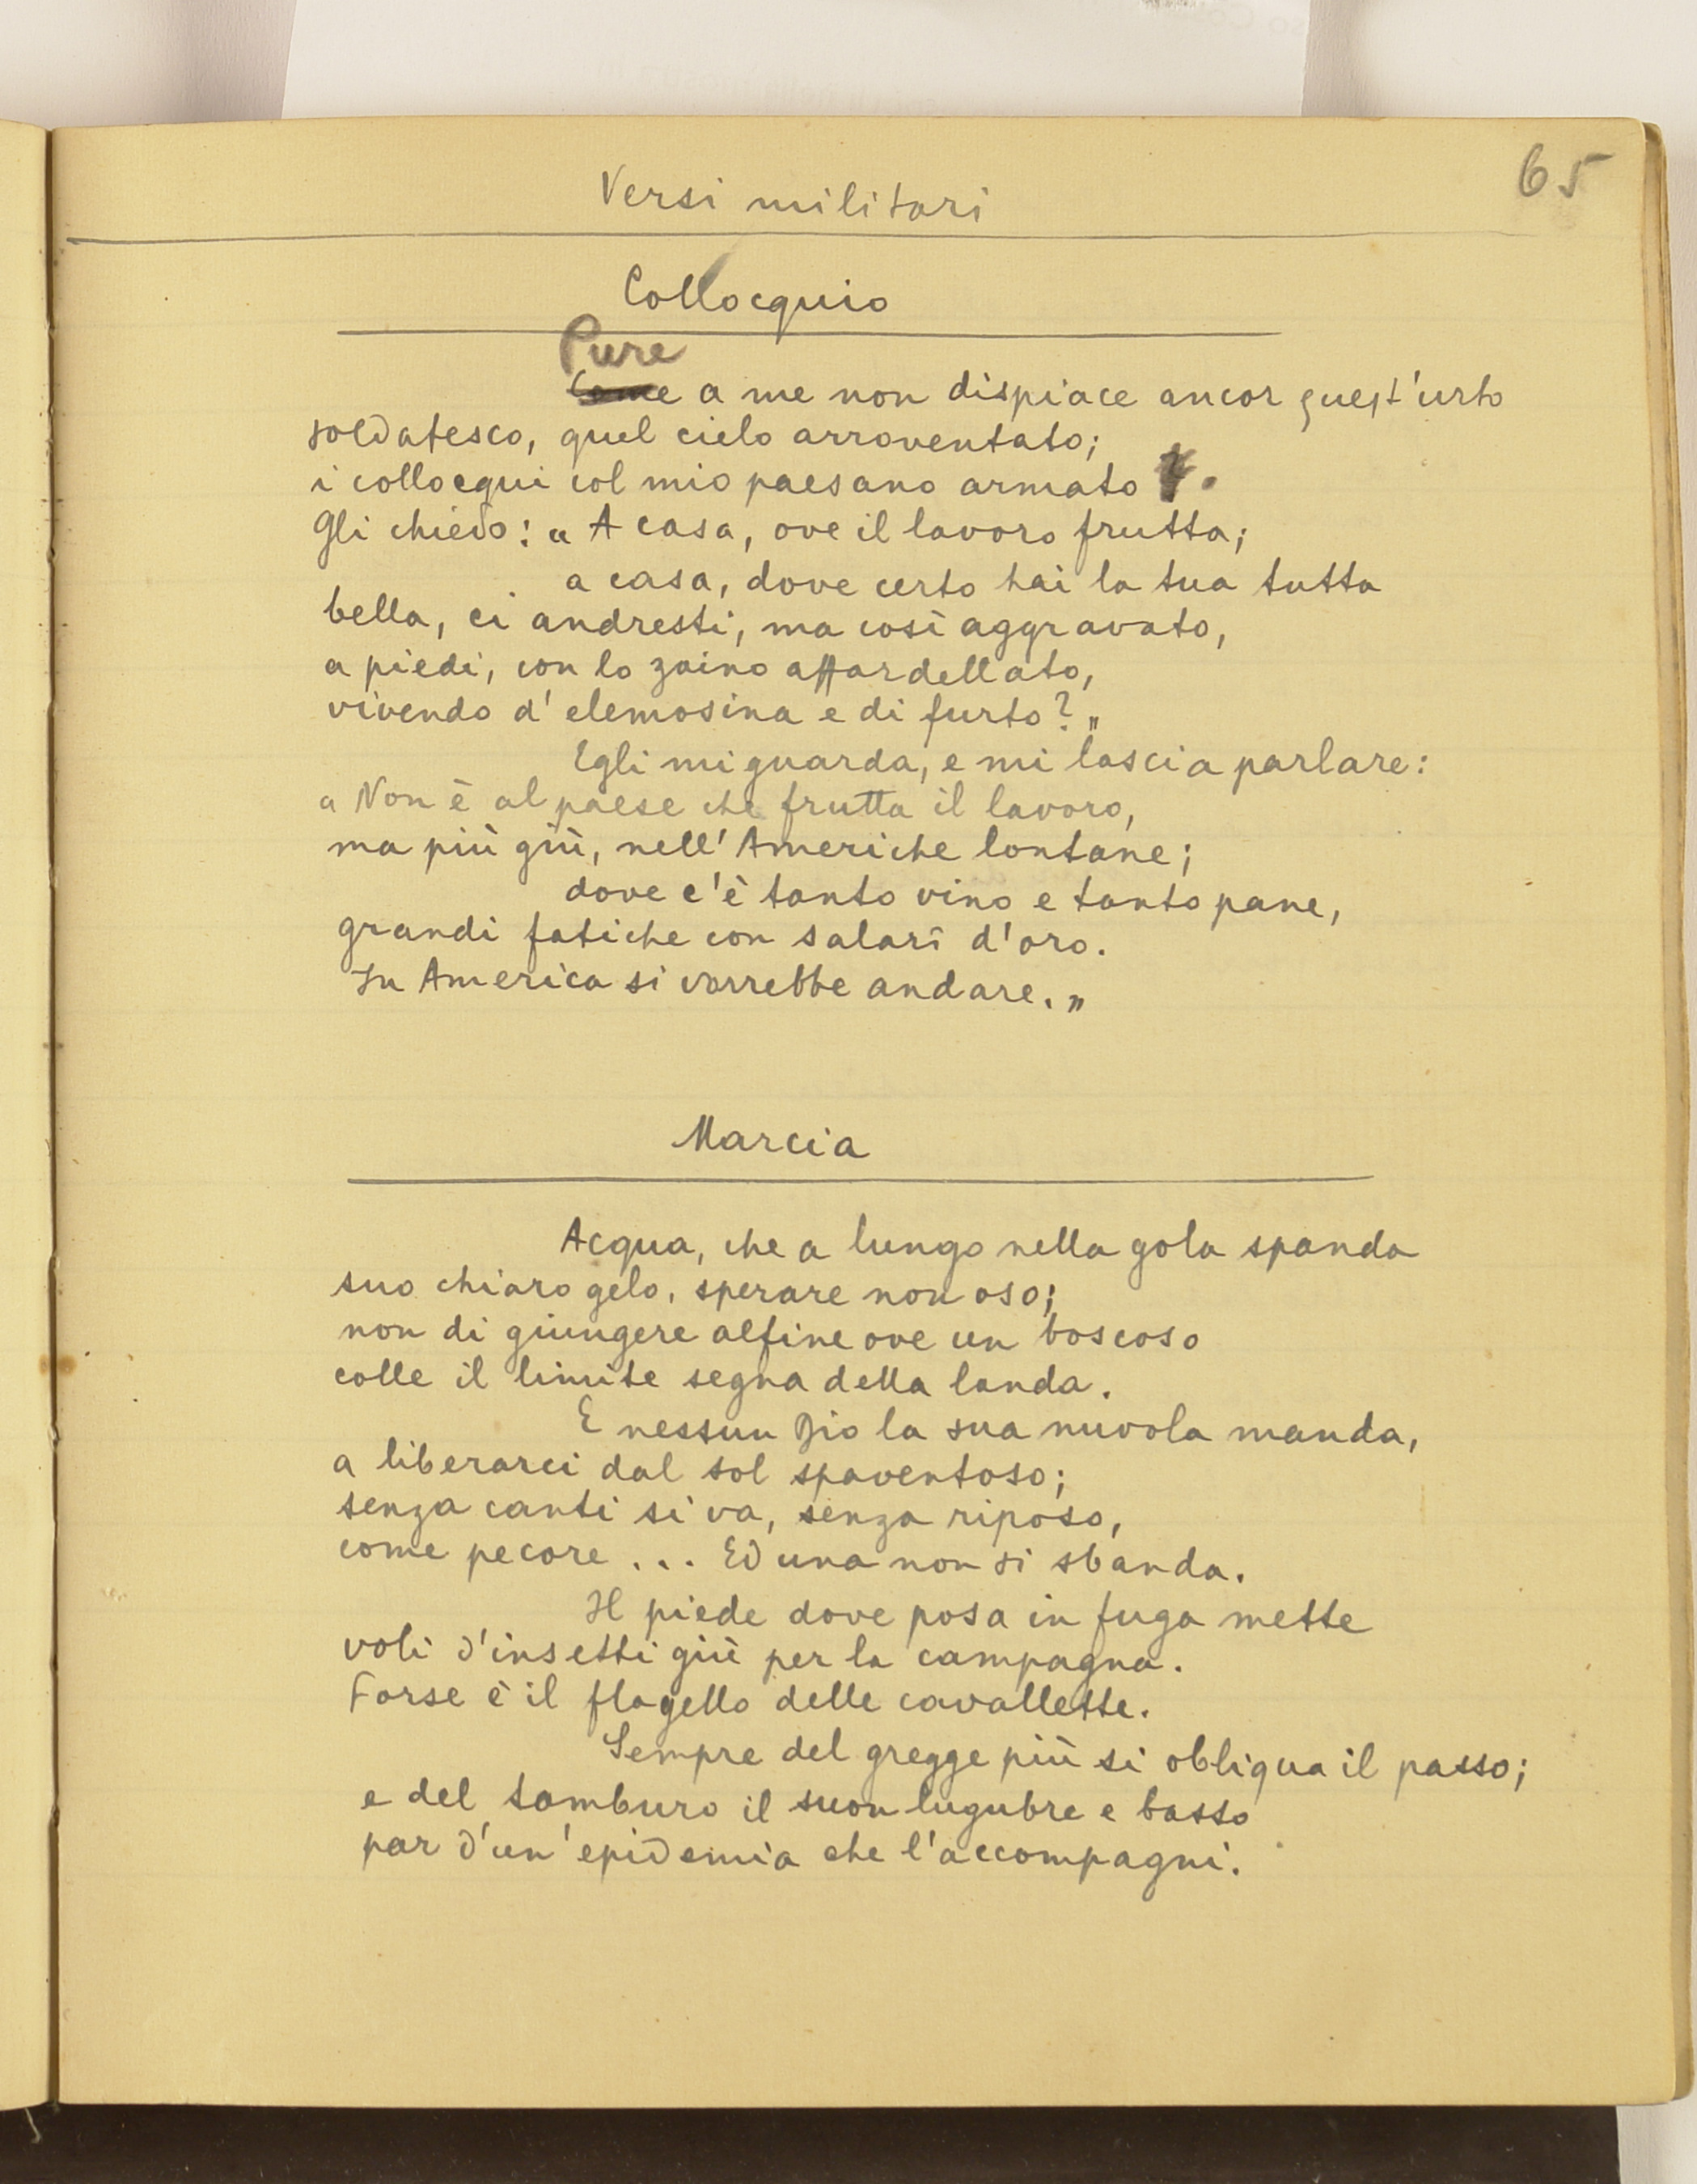 65
Versi militari
Collocquio
Pure
Come a me non dispiace ancor quest'urto
soldatesco, quel cielo arroventato;
i collocqui col mio paesano armato.
Gli chiedo: « A casa, ove il lavoro frutta;
a casa, dove certo hai la tua tutta
bella, ci andresti, ma così aggravato,
a piedi, con lo zaino affardellato,
vivendo d'elemosina e di furto? „
Egli mi guarda, e mi lascia parlare:
« Non è al paese che frutta il lavoro,
ma più giù, nell'Americhe lontane;
dove c'è tanto vino e tanto pane,
grandi fatiche con salarî d'oro.
In America si vorrebbe andare. „
Marcia
Acqua, che a lungo nella gola spanda
suo chiaro gelo, sperare non oso;
non di giungere alfine ove un boscoso
colle il limite segna della landa.
E nessun Dio la sua nuvola manda,
a liberarci dal sol spaventoso;
senza canti si va, senza riposo,
come pecore ... Ed una non si sbanda.
Il piede dove posa in fuga mette
voli d'insetti giù per la campagna.
Forse è il flagello delle cavallette.
Sempre del gregge più si obliqua il passo;
e del tamburo il suon lugubre e basso
par d'un'epidemia che l'accompagni.